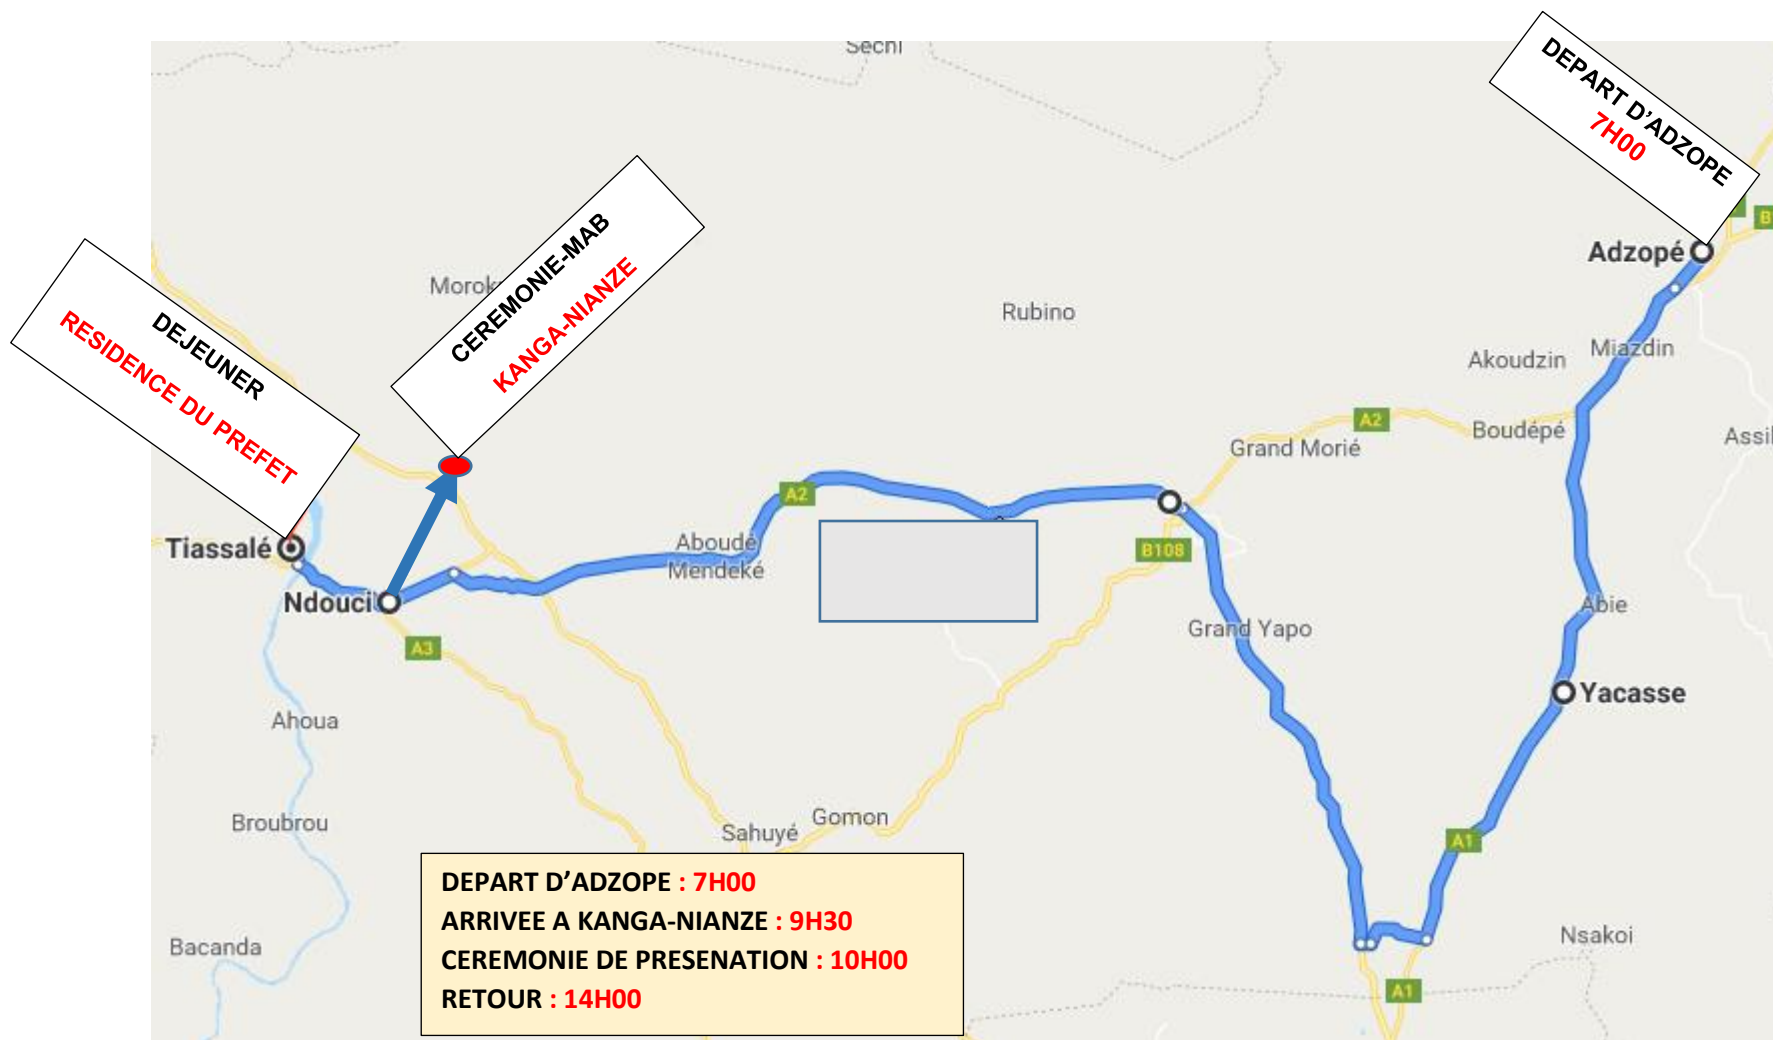 Sechi
DEPART D'ADZOPE
7H00
B
Adzopé
CEREMONIE-MAB
KANGA-NIANZE
DEJEUNER
RESIDENCE DU PREFET
Rubino
Akoudzin
Miazdin
A2
Boudépé
Grand Morié
A2
Tiassalé
Aboudé
Mendeké
B108
Ndouci
Abie
Grand Yapo
A3
Yacasse
Ahoua
Gomon
Broubrou
Sahuyé
A1
Bacanda
Nsakoi
A1
DEPART D'ADZOPE : 7H00
ARRIVEE A KANGA-NIANZE : 9H30
CEREMONIE DE PRESENATION : 10H00
RETOUR : 14H00